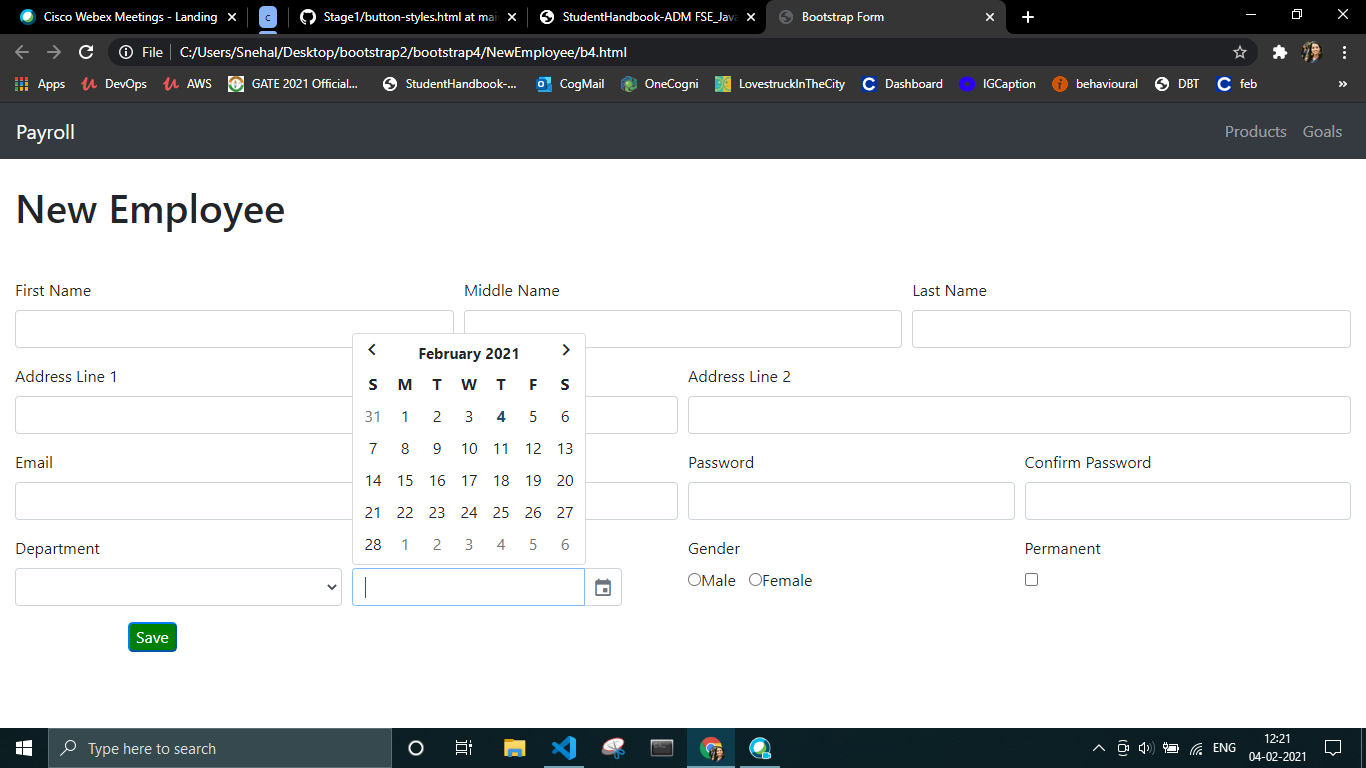 Cisco Webex Meetings - Landing
c
Stage1/button-styles.html at mai
StudentHandbook-ADM FSE_Java
Bootstrap Form
File
C:/Users/Snehal/Desktop/bootstrap2/bootstrap4/NewEmployee/b4.html
Apps
DevOps
AWS
GATE 2021 Official...
StudentHandbook-...
CogMail
OneCogni
LovestruckInTheCity
Dashboard
IGCaption
behavioural
DBT
feb
»
Payroll
Products Goals
New Employee
First Name
Middle Name
Last Name
Address Line 1
Address Line 2
Email
Password
Confirm Password
Department
February 2021
S M T W T F S
31 1 2 3 4 5 6
7 8 9 10 11 12 13
14 15 16 17 18 19 20
21 22 23 24 25 26 27
28 1 2 3 4 5 6
Gender
Male Female
Permanent
Save
Type here to search
ENG
12:21
04-02-2021